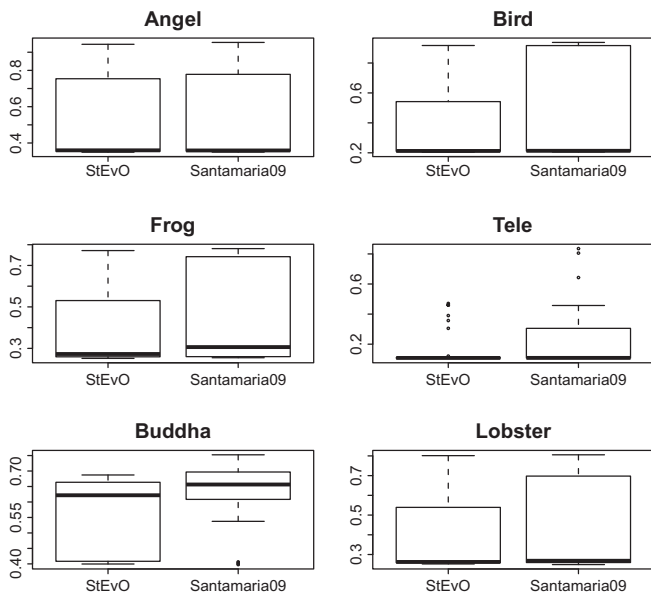 Angel
0.4 0.6 0.8
StEvO Santamaria09
Bird
0.2 0.6
StEvO Santamaria09
Frog
0.3 0.5 0.7
StEvO Santamaria09
Tele
0.2 0.6
StEvO Santamaria09
Buddha
0.40 0.55 0.70
StEvO Santamaria09
Lobster
0.3 0.5 0.7
StEvO Santamaria09